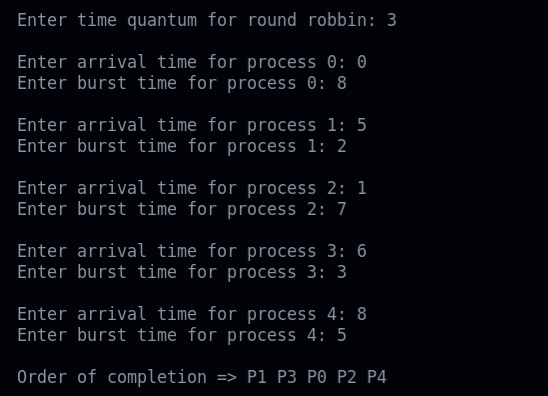 Enter time quantum for round robbin: 3
Enter arrival time for process 0: 0
Enter burst time for process 0: 8
Enter arrival time for process 1: 5
Enter burst time for process 1: 2
Enter arrival time for process 2: 1
Enter burst time for process 2: 7
Enter arrival time for process 3: 6
Enter burst time for process 3: 3
Enter arrival time for process 4: 8
Enter burst time for process 4: 5
Order of completion => P1 P3 P0 P2 P4